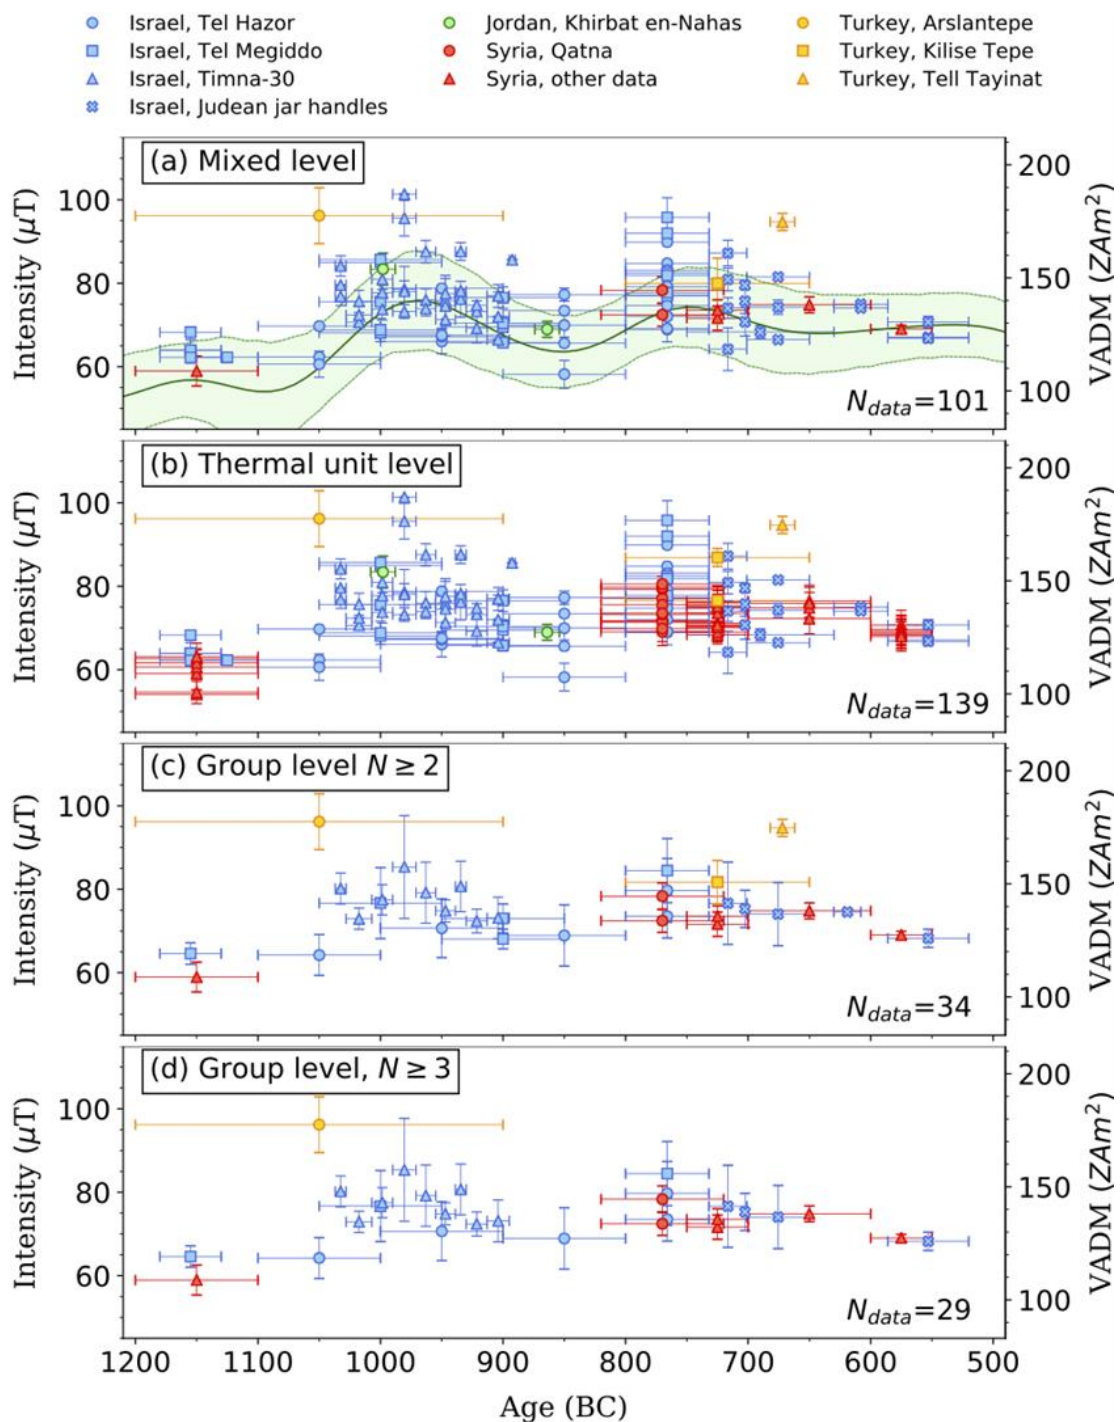 Israel, Tel Hazor
Israel, Tel Megiddo
Israel, Timna-30
Israel, Judean jar handles
Jordan, Khirbat en-Nahas
Syria, Qatna
Syria, other data
Turkey, Arslantepe
Turkey, Kilise Tepe
Turkey, Tell Tayinat
(a) Mixed level
Intensity (μT)
100
80
60
200
150
100
VADM (ZAm²)
N_data=101
(b) Thermal unit level
Intensity (μT)
100
80
60
200
150
100
VADM (ZAm²)
N_data=139
(c) Group level N ≥ 2
Intensity (μT)
100
80
60
200
150
100
VADM (ZAm²)
N_data=34
(d) Group level, N ≥ 3
Intensity (μT)
100
80
60
200
150
100
VADM (ZAm²)
N_data=29
1200 1100 1000 900 800 700 600 500
Age (BC)